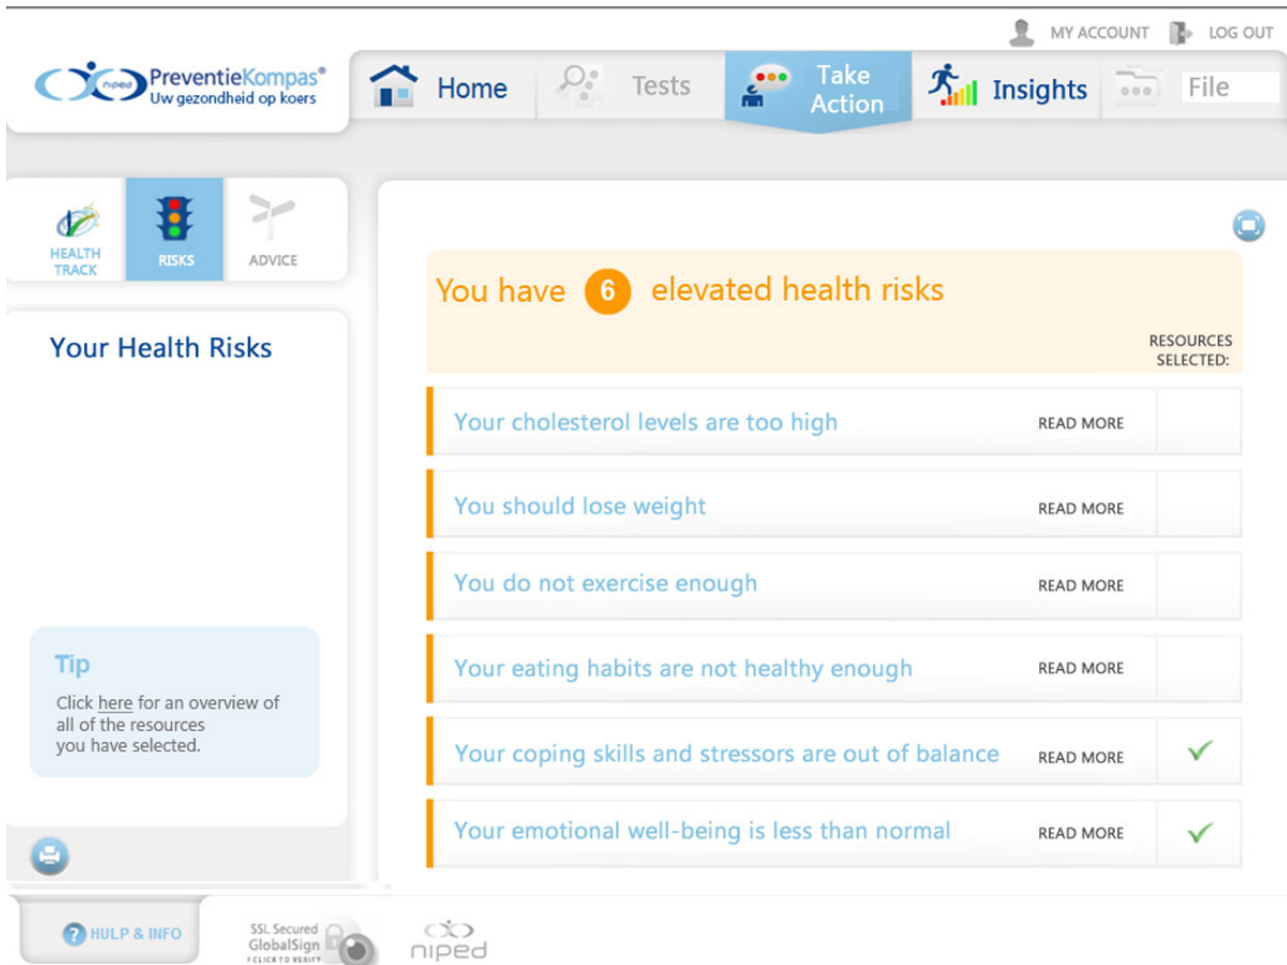 MY ACCOUNT LOG OUT
niped PreventieKompas®
Uw gezondheid op koers
Home Tests Take Action Insights File
HEALTH TRACK
RISKS
ADVICE
Your Health Risks
Tip
Click here for an overview of
all of the resources
you have selected.
You have 6 elevated health risks
RESOURCES
SELECTED:
Your cholesterol levels are too high READ MORE
You should lose weight READ MORE
You do not exercise enough READ MORE
Your eating habits are not healthy enough READ MORE
Your coping skills and stressors are out of balance READ MORE
Your emotional well-being is less than normal READ MORE
? HULP & INFO
SSL Secured
GlobalSign
CLICK TO VERIFY
niped